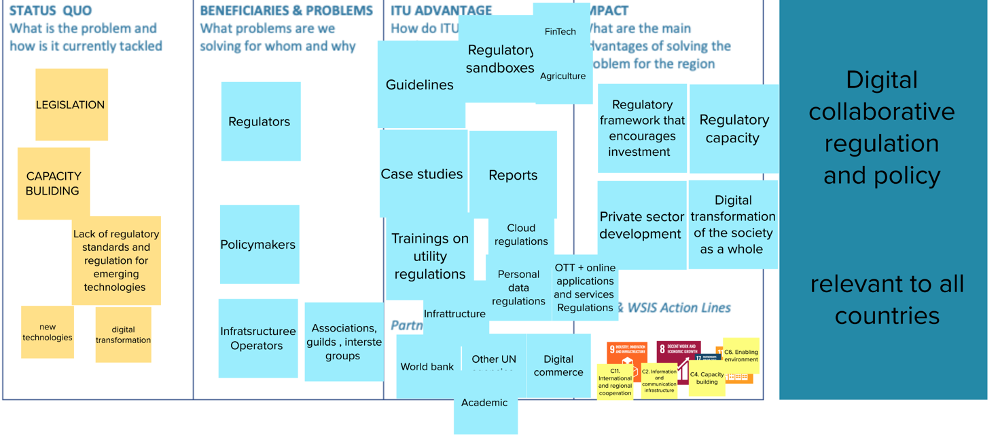 STATUS QUO
What is the problem and
how is it currently tackled
LEGISLATION
CAPACITY
BULIDING
Lack of regulatory
standards and
regulation for
emerging
technologies
new
technologies
digital
transformation
BENEFICIARIES & PROBLEMS
What problems are we
solving for whom and why
Regulators
Policymakers
Infratsructuree
Operators
Associations,
guilds , interste
groups
ITU ADVANTAGE
How do ITU
Guidelines
Regulatory
sandboxes
FinTech
Agriculture
Case studies
Reports
Trainings on
utility
regulations
Cloud
regulations
Personal
data
regulations
OTT + online
applications
and services
Regulations
Infrattructure
World bank
Other UN
Digital
commerce
Academic
MPACT
hat are the main
dvantages of solving the
oblem for the region
Regulatory
framework that
encourages
investment
Regulatory
capacity
Private sector
development
Digital
transformation
of the society
as a whole
& WSIS Action Lines
9 INDUSTRY, INNOVATION
AND INFRASTRUCTURE
8 DECENT WORK AND
ECONOMIC GROWTH
17
11
C6. Enabling
environment
C11.
International
and regional
cooperation
C2. Information
and
communication
infrastructure
C4. Capacity
building
Digital
collaborative
regulation
and policy
relevant to all
countries